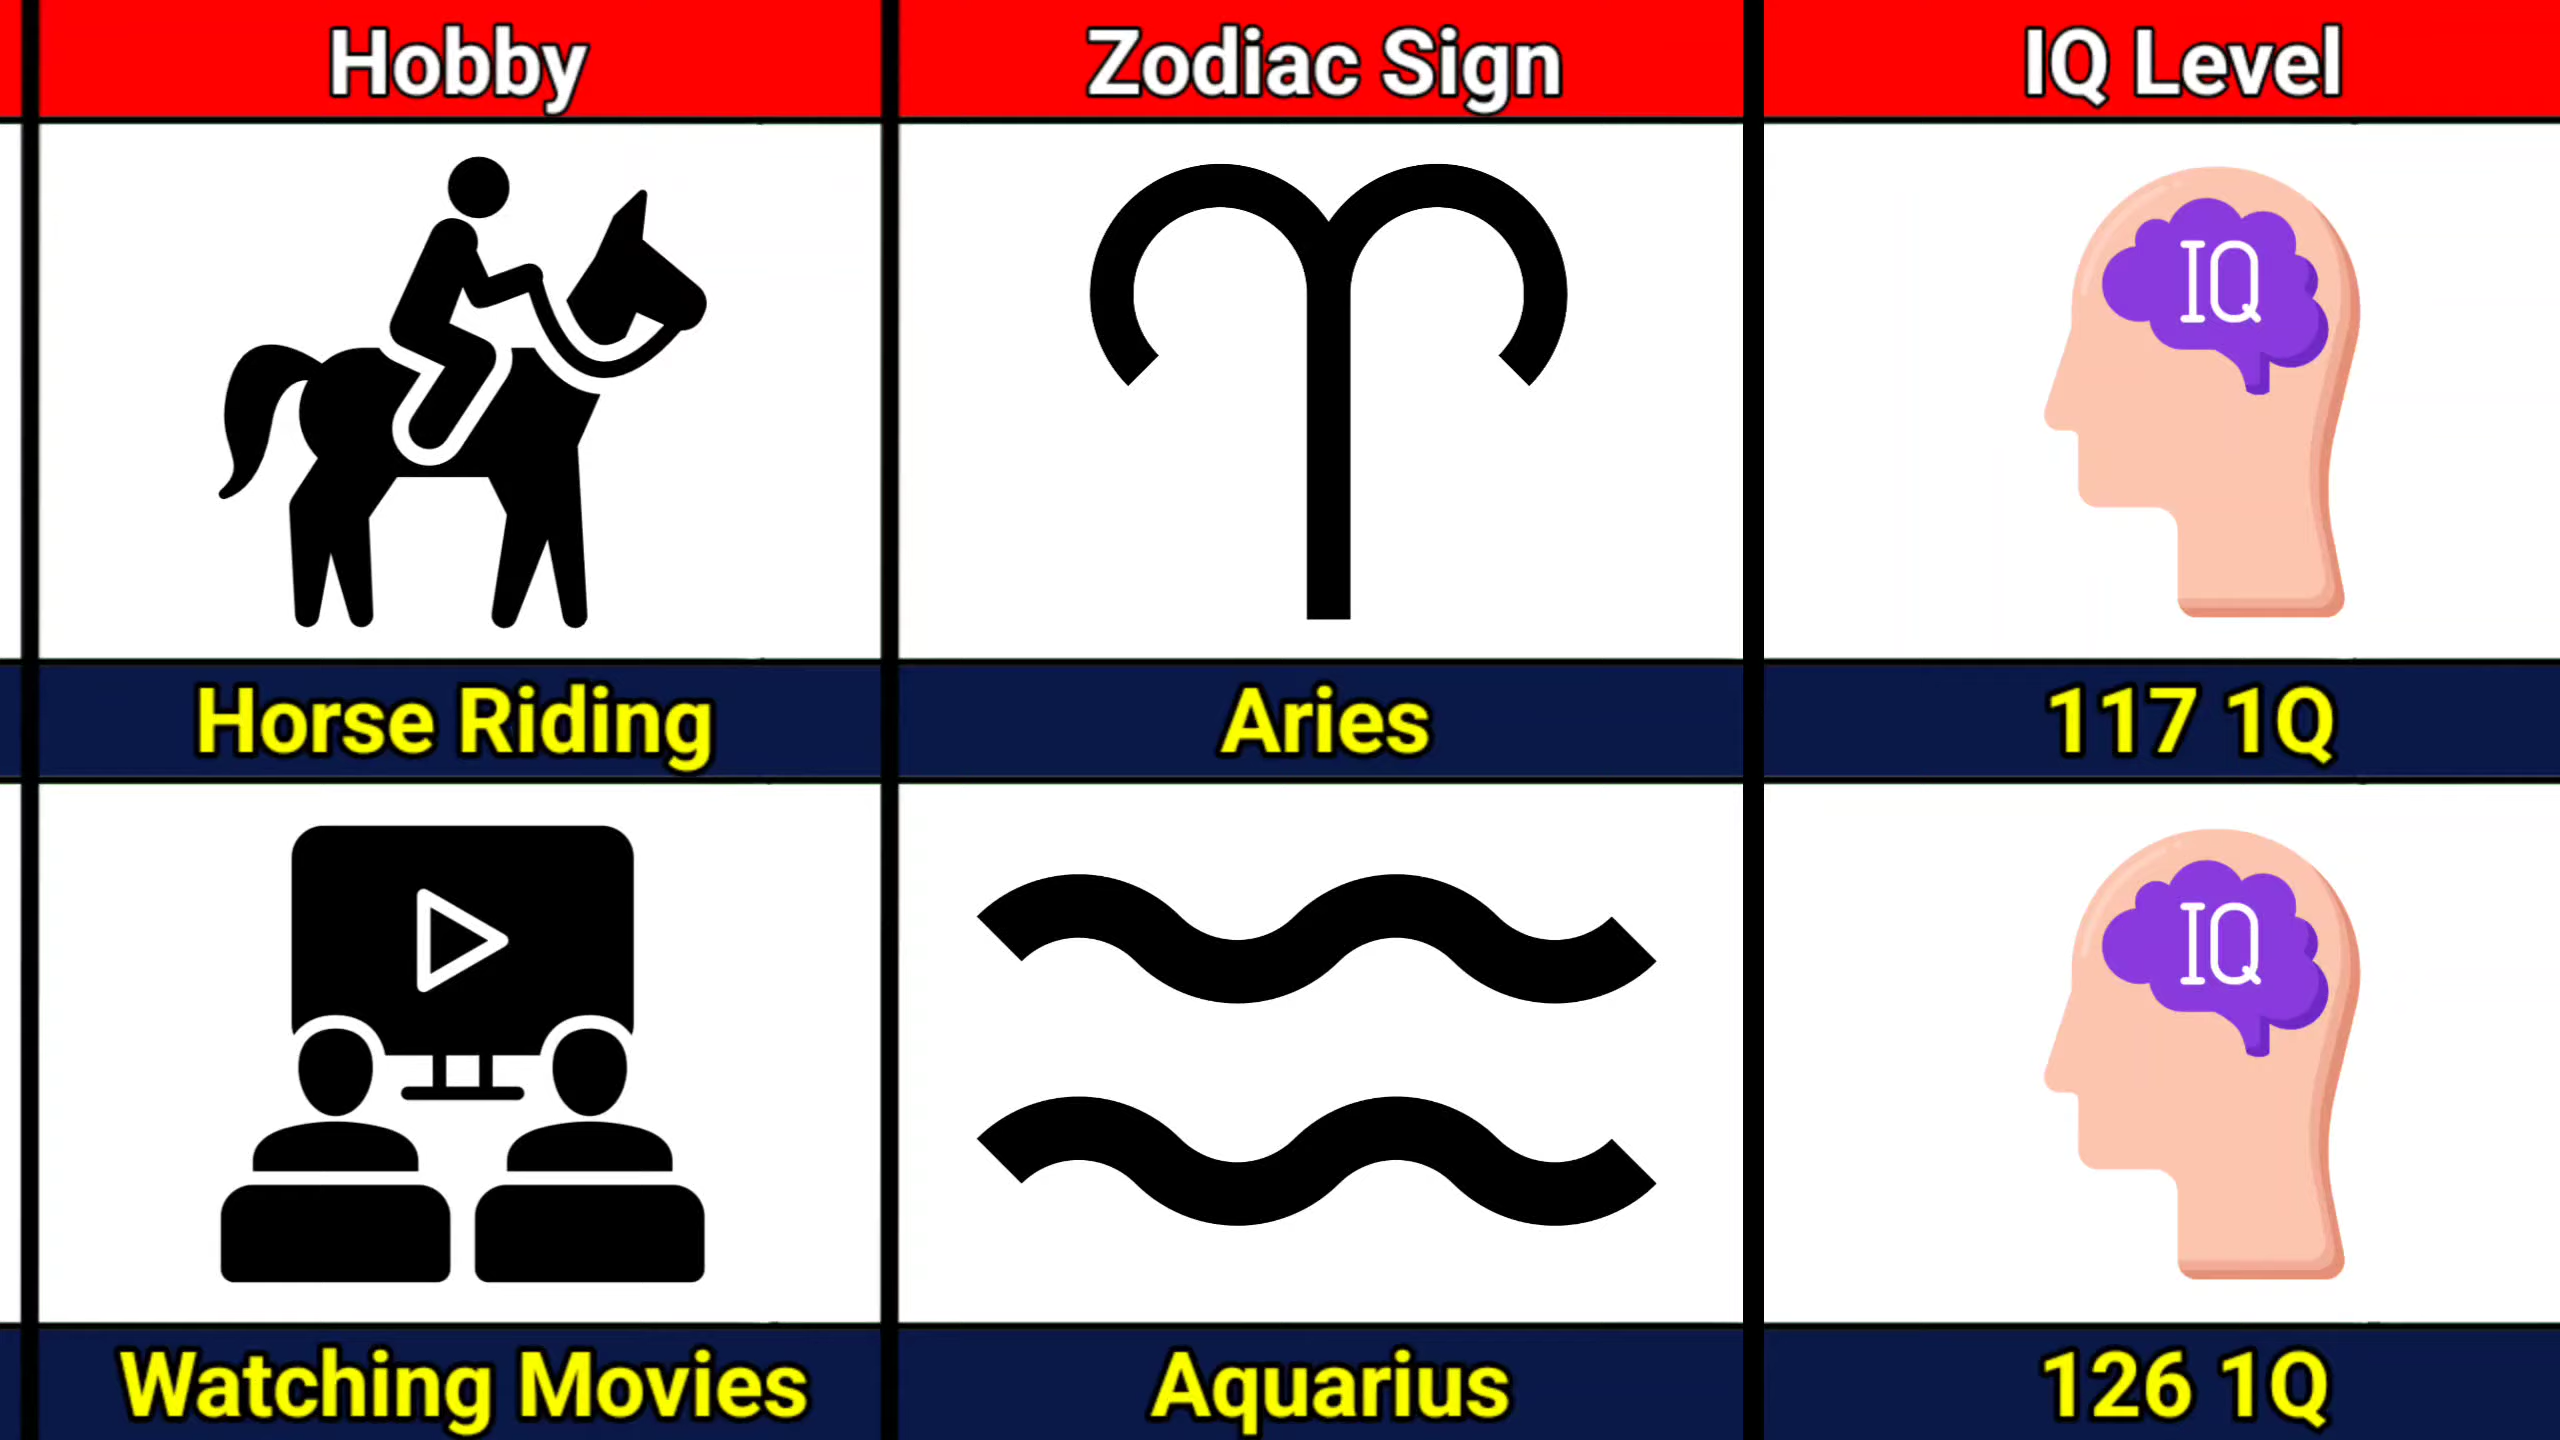 Hobby
Zodiac Sign
IQ Level
IQ
Horse Riding
Aries
117 1Q
IQ
Watching Movies
Aquarius
126 1Q